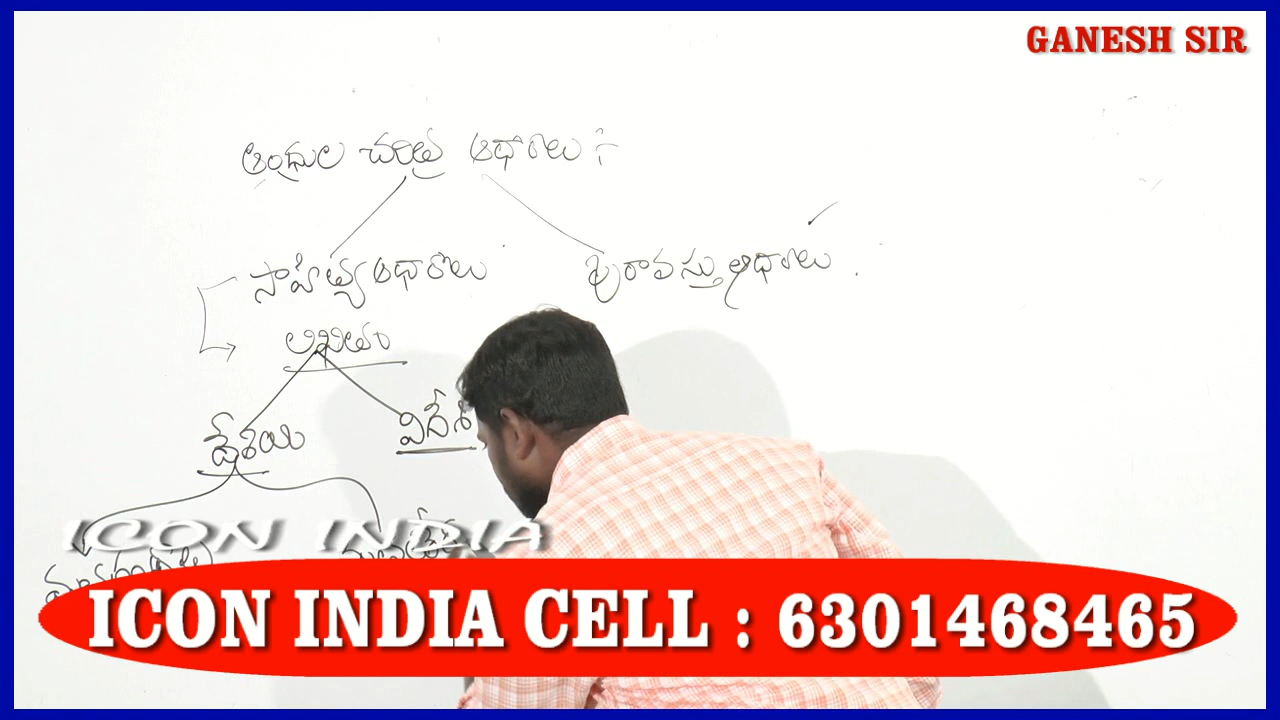 GANESH SIR
ఆంధ్రుల చరిత్ర ఆధారాలు :-
సాహిత్య ఆధారాలు పురావస్తు ఆధారాలు
లిఖితం
దేశీయ విదేశీ
ICON INDIA
ICON INDIA CELL : 6301468465